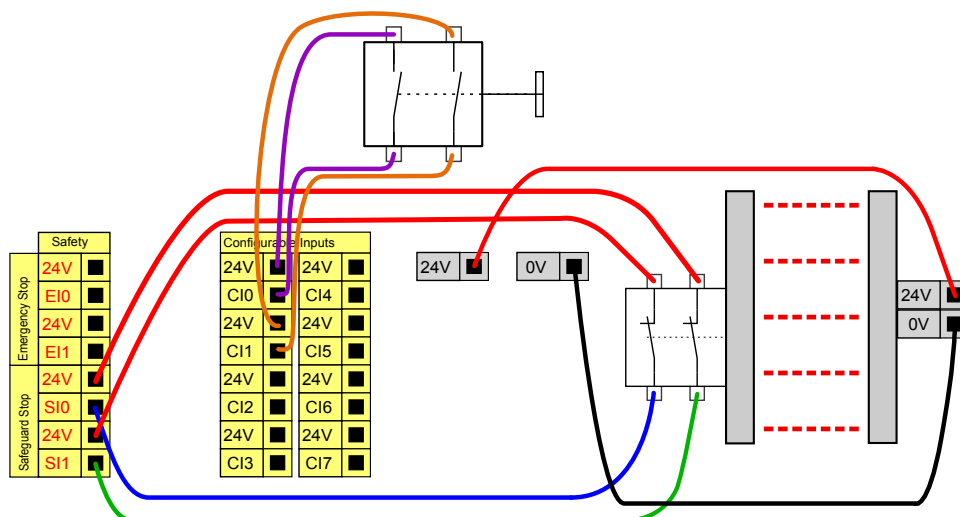 Safety
Emergency Stop
24V
EI0
24V
EI1
Safeguard Stop
24V
SI0
24V
SI1
Configurable Inputs
24V 24V
CI0 CI4
24V 24V
CI1 CI5
24V 24V
CI2 CI6
24V 24V
CI3 CI7
24V
0V
24V
0V